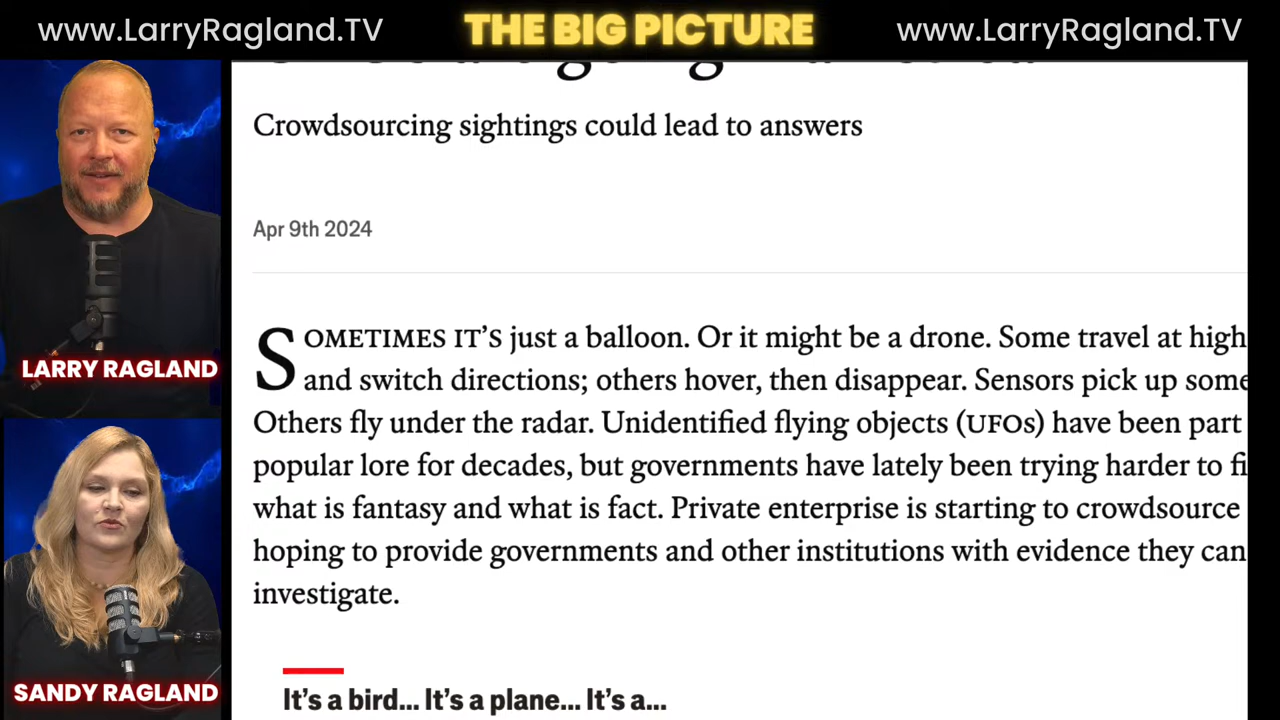 www.LarryRagland.TV
THE BIG PICTURE
www.LarryRagland.TV
Crowdsourcing sightings could lead to answers
Apr 9th 2024
SOMETIMES IT’S just a balloon. Or it might be a drone. Some travel at high
and switch directions; others hover, then disappear. Sensors pick up some
Others fly under the radar. Unidentified flying objects (UFOs) have been part
popular lore for decades, but governments have lately been trying harder to fi
what is fantasy and what is fact. Private enterprise is starting to crowdsource
hoping to provide governments and other institutions with evidence they can
investigate.
It’s a bird... It’s a plane... It’s a...
LARRY RAGLAND
SANDY RAGLAND